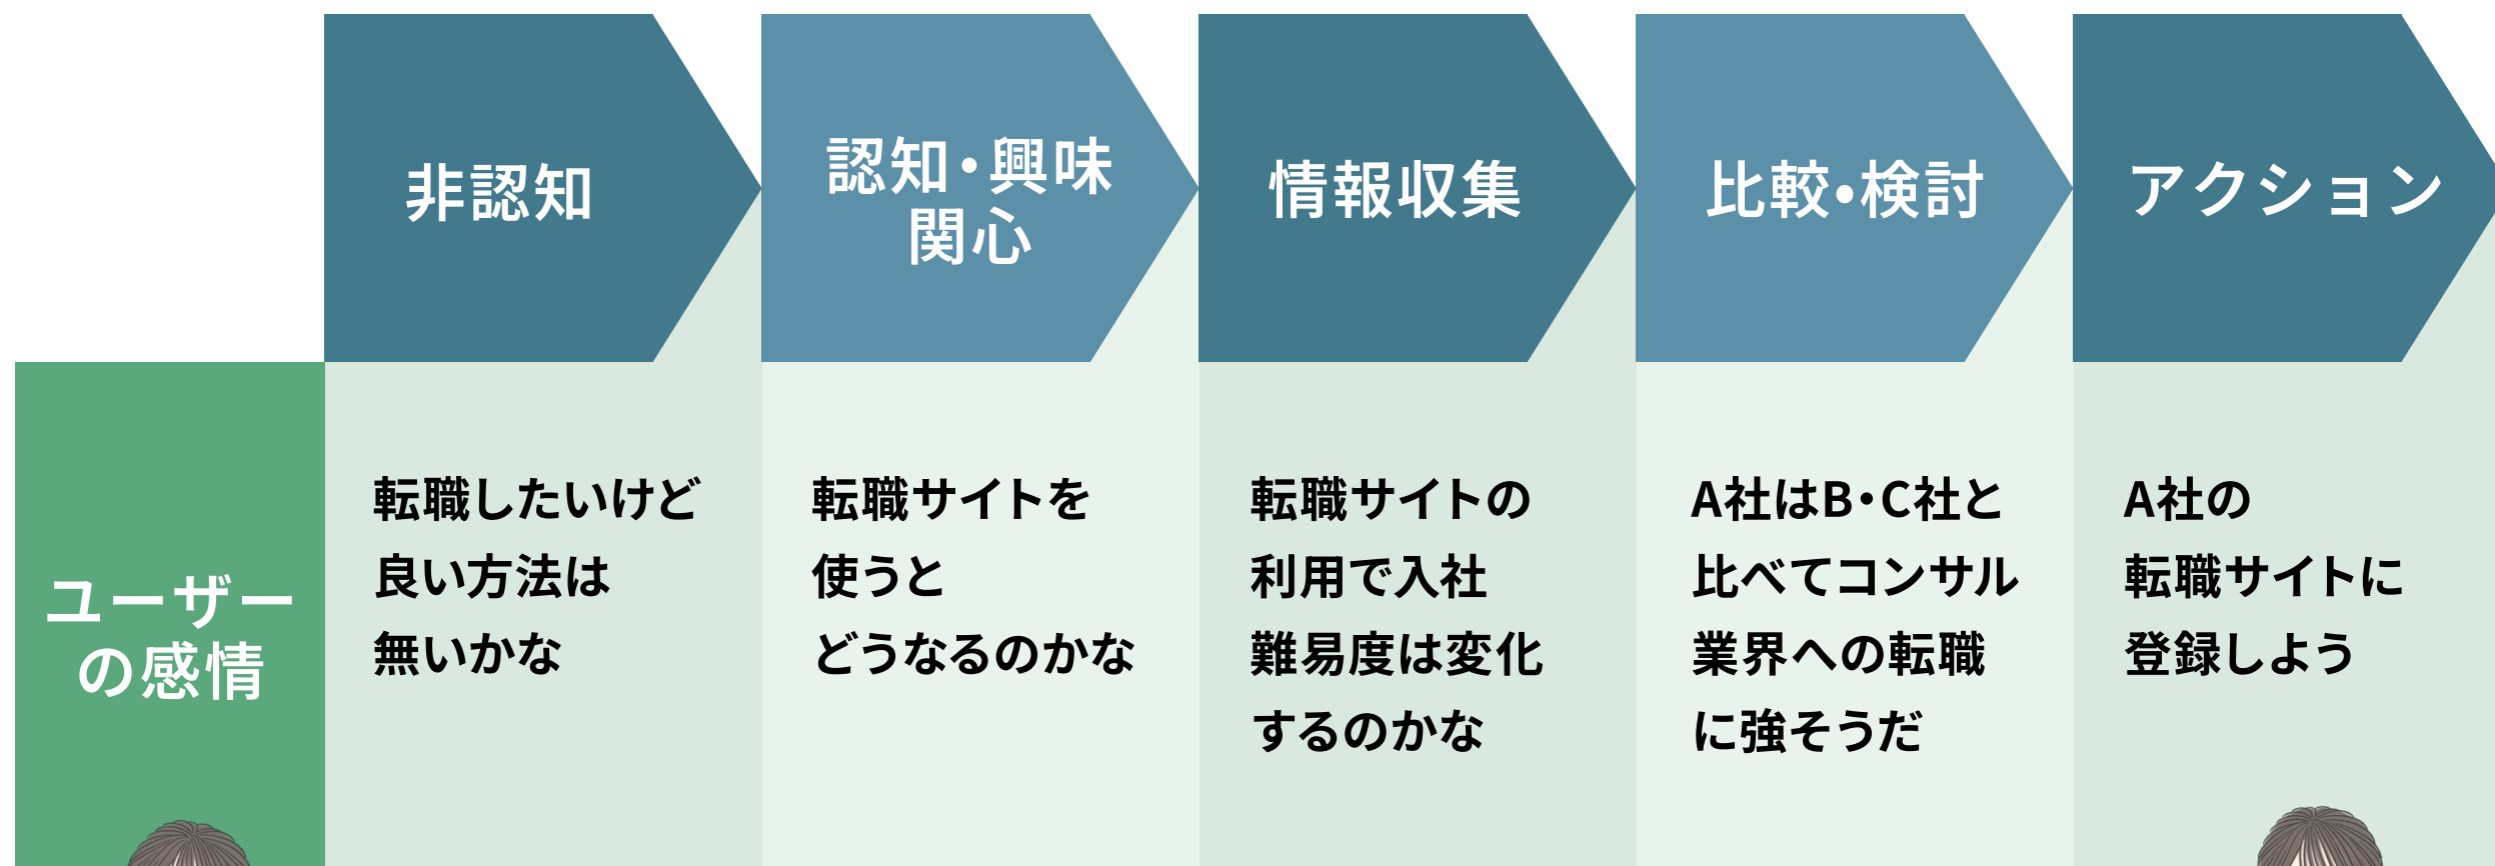 非認知
認知・興味
関心
情報収集
比較・検討
アクション
ユーザー
の感情
転職したいけど
良い方法は
無いかな
転職サイトを
使うと
どうなるのかな
転職サイトの
利用で入社
難易度は変化
するのかな
A社はB・C社と
比べてコンサル
業界への転職
に強そうだ
A社の
転職サイトに
登録しよう